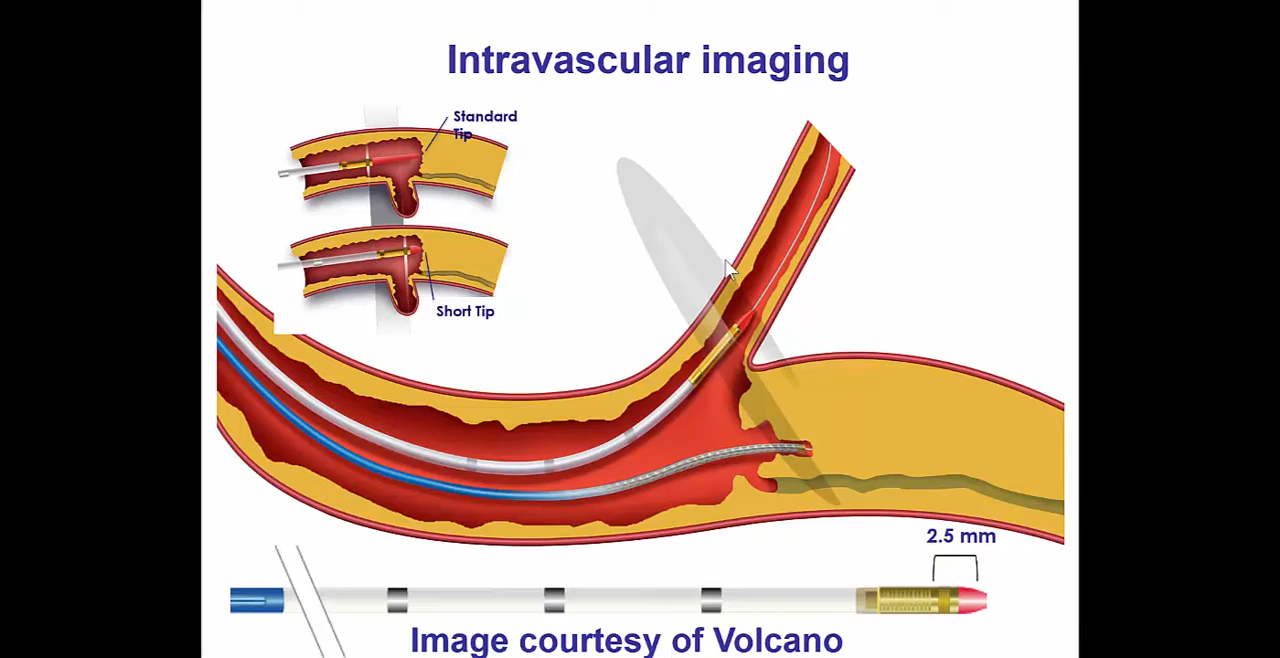 Intravascular imaging
Standard
Tip
Short Tip
2.5 mm
Image courtesy of Volcano